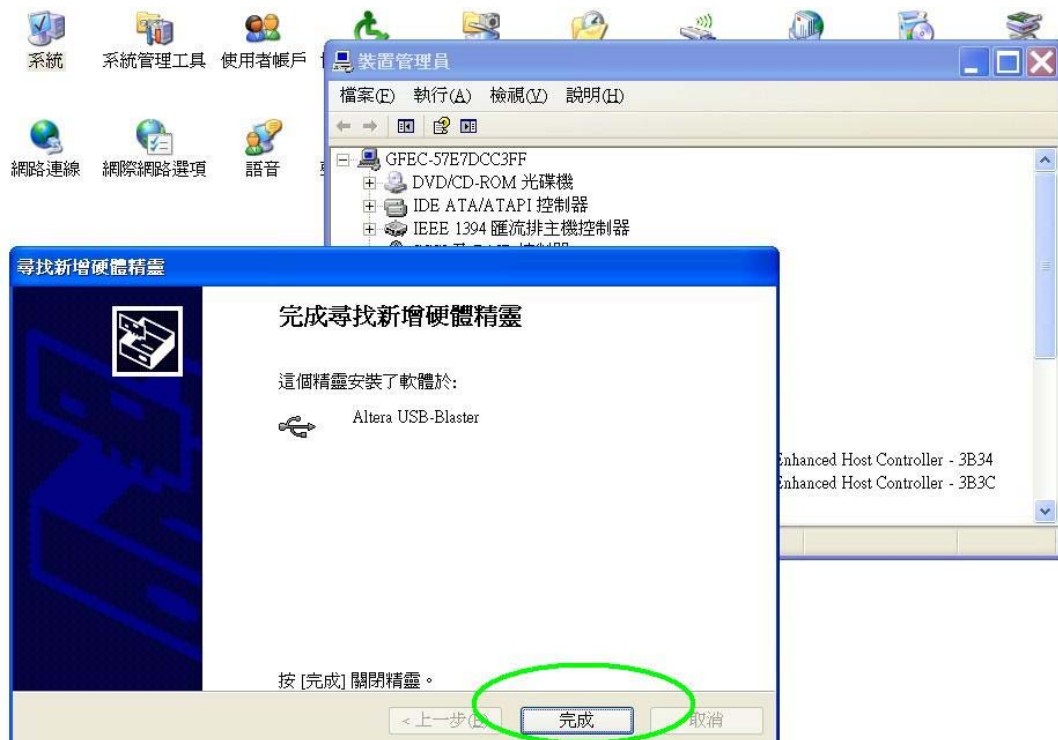 系統 系統管理工具 使用者帳戶
網路連線 網際網路選項 語音
裝置管理員
檔案(F) 執行(A) 檢視(V) 說明(H)
GFEC-57E7DCC3FF
DVD/CD-ROM 光碟機
IDE ATA/ATAPI 控制器
IEEE 1394 匯流排主機控制器
Enhanced Host Controller - 3B34
Enhanced Host Controller - 3B3C
尋找新增硬體精靈
完成尋找新增硬體精靈
這個精靈安裝了軟體於:
Altera USB-Blaster
按 [完成] 關閉精靈。
<上一步(B) 完成 取消